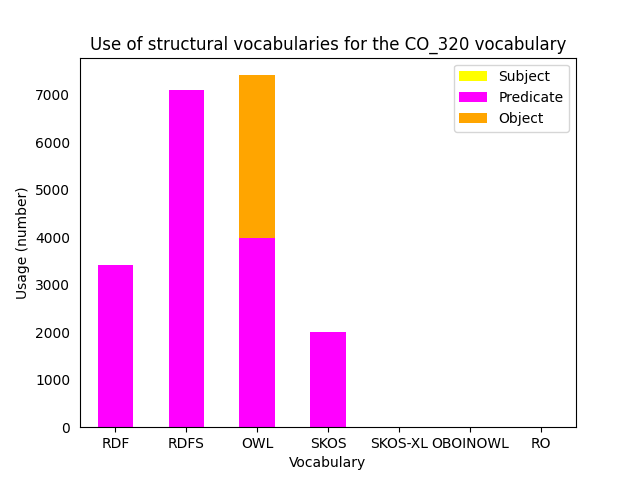 Use of structural vocabularies for the CO_320 vocabulary
Subject
Predicate
Object
Usage (number)
7000
6000
5000
4000
3000
2000
1000
0
RDF RDFS OWL SKOS SKOS-XL OBOINOWL RO
Vocabulary